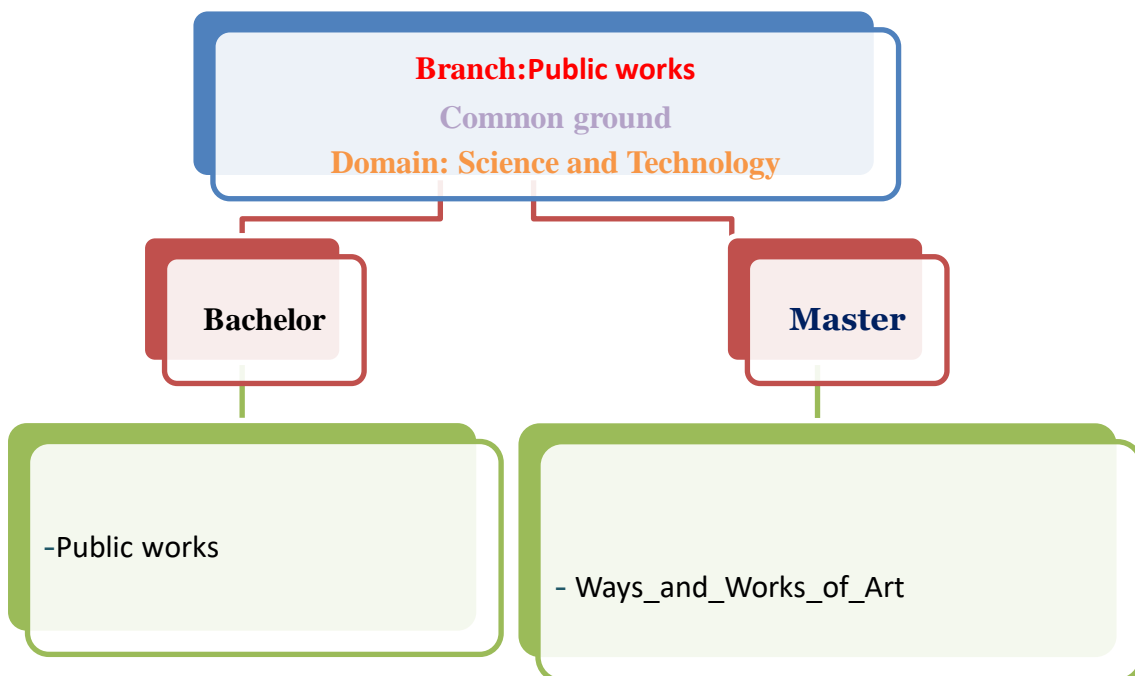 Branch:Public works
Common ground
Domain: Science and Technology
Bachelor
Master
-Public works
- Ways_and_Works_of_Art